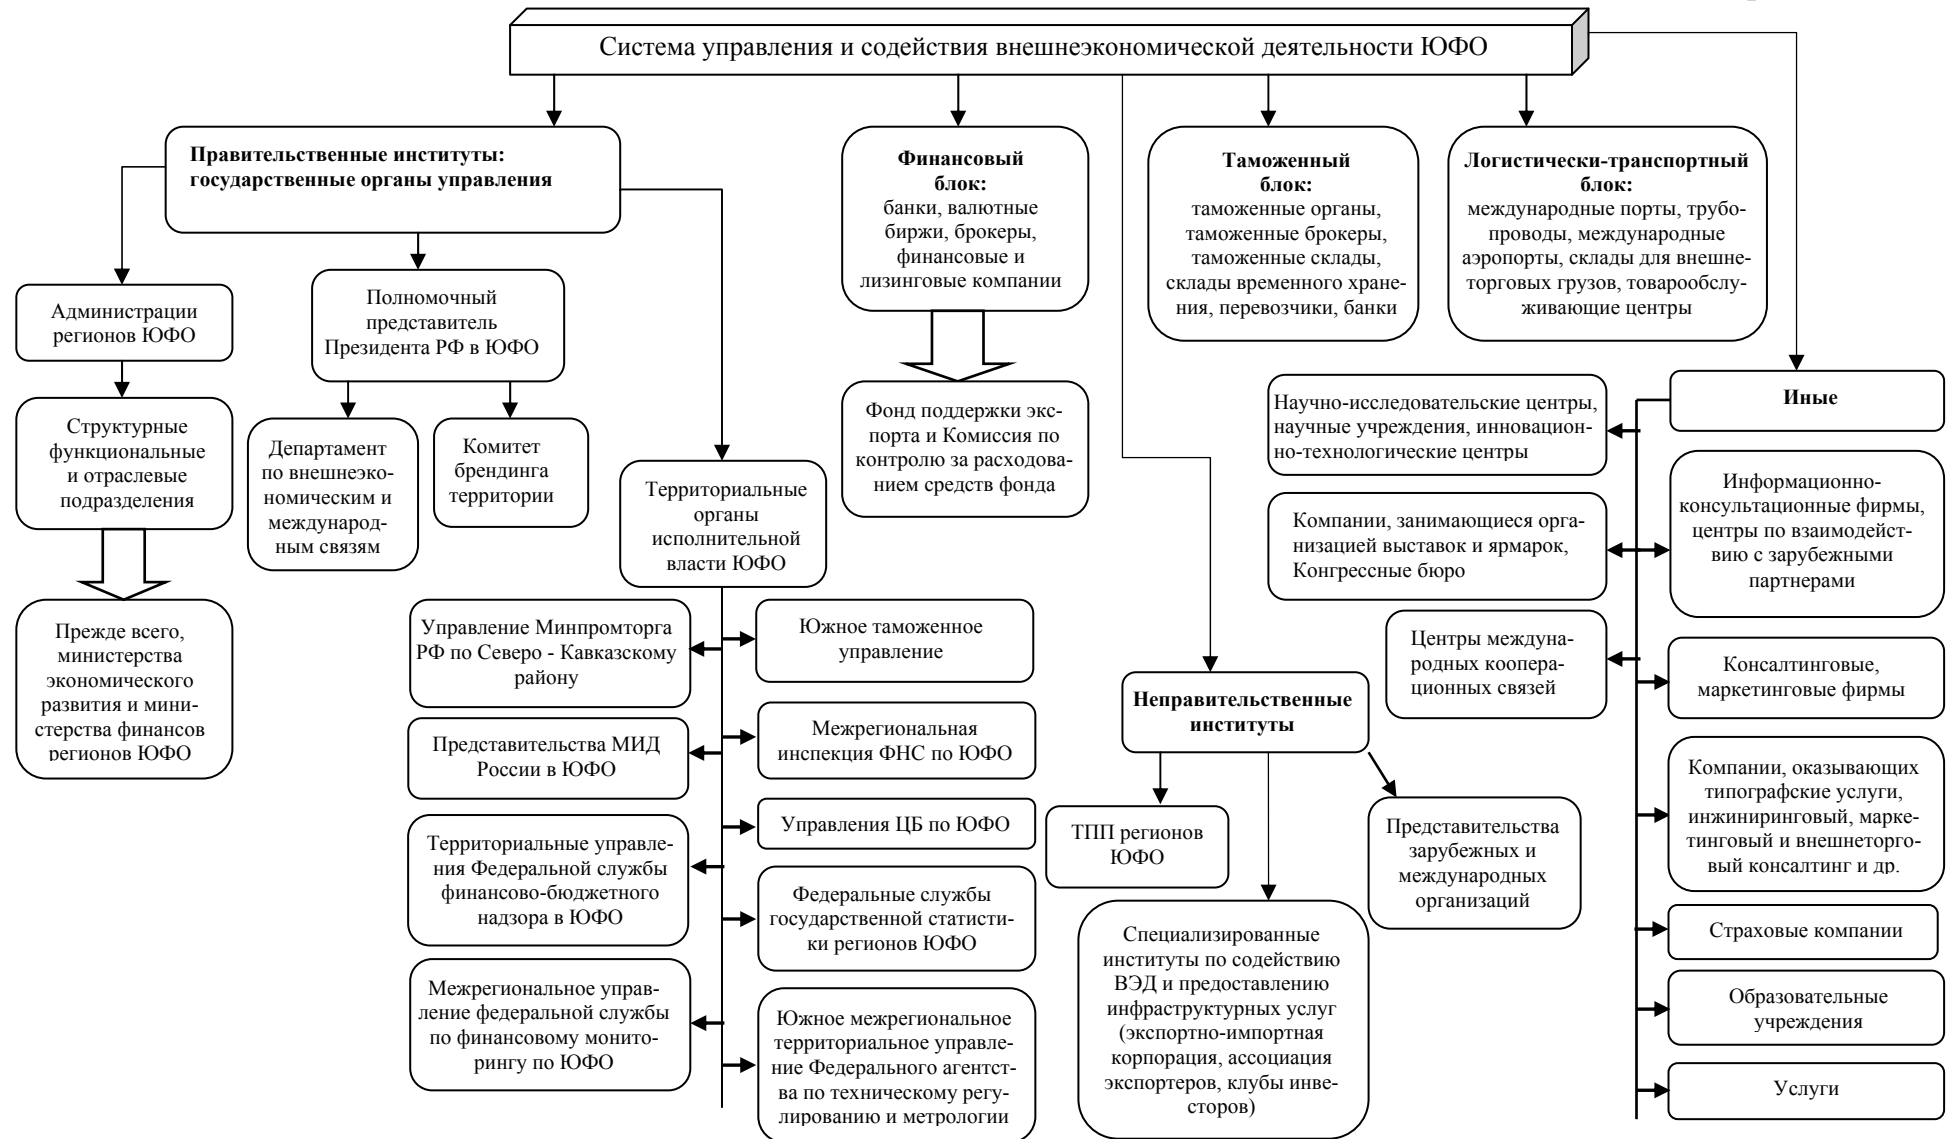 Система управления и содействия внешнеэкономической деятельности ЮФО
Правительственные институты:
государственные органы управления
Финансовый
блок:
банки, валютные
биржи, брокеры,
финансовые и
лизинговые компании
Таможенный
блок:
таможенные органы,
таможенные брокеры,
таможенные склады,
склады временного хране-
ния, перевозчики, банки
Логистически-транспортный
блок:
международные порты, трубо-
проводы, международные
аэропорты, склады для внешне-
торговых грузов, товарообслу-
живающие центры
Администрации
регионов ЮФО
Полномочный
представитель
Президента РФ в ЮФО
Структурные
функциональные
и отраслевые
подразделения
Департамент
по внешнеэко-
номическим и
международ-
ным связям
Комитет
брендинга
территории
Территориальные
органы
исполнительной
власти ЮФО
Фонд поддержки экс-
порта и Комиссия по
контролю за расходова-
нием средств фонда
Научно-исследовательские центры,
научные учреждения, инновацион-
но-технологические центры
Иные
Компании, занимающиеся орга-
низацией выставок и ярмарок,
Конгрессные бюро
Информационно-
консультационные фирмы,
центры по взаимодейст-
вию с зарубежными
партнерами
Прежде всего,
министерства
экономического
развития и мини-
стерства финансов
регионов ЮФО
Управление Минпромторга
РФ по Северо - Кавказскому
району
Южное таможенное
управление
Центры междуна-
родных коопера-
ционных связей
Консалтинговые,
маркетинговые фирмы
Неправительственные
институты
Представительства МИД
России в ЮФО
Межрегиональная
инспекция ФНС по ЮФО
Компании, оказывающих
типографские услуги,
инжиниринговый, марке-
тинговый и внешнеторго-
вый консалтинг и др.
Территориальные управле-
ния Федеральной службы
финансово-бюджетного
надзора в ЮФО
Управления ЦБ по ЮФО
ТПП регионов
ЮФО
Представительства
зарубежных и
международных
организаций
Федеральные службы
государственной статисти-
ки регионов ЮФО
Специализированные
институты по содействию
ВЭД и предоставлению
инфраструктурных услуг
(экспортно-импортная
корпорация, ассоциация
экспортеров, клубы инве-
сторов)
Страховые компании
Межрегиональное управ-
ление федеральной службы
по финансовому монито-
рингу по ЮФО
Южное межрегиональное
территориальное управле-
ние Федерального агентст-
ва по техническому регу-
лированию и метрологии
Образовательные
учреждения
Услуги